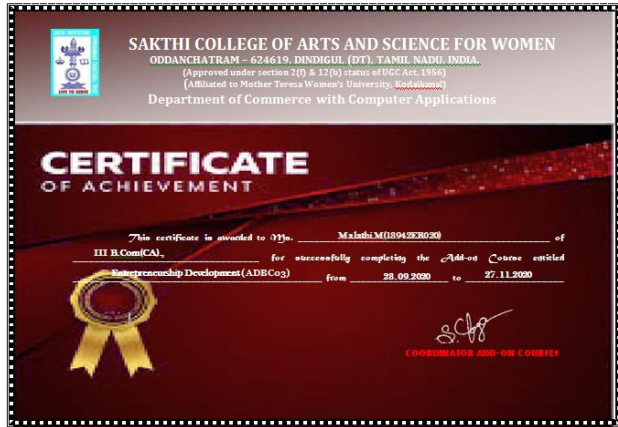 SAKTHI COLLEGE OF ARTS AND SCIENCE FOR WOMEN
ODDANCHATRAM – 624619. DINDIGUL (DT), TAMIL NADU. INDIA.
(Approved under section 2(f) & 12(b) status of UGC Act, 1956)
(Affiliated to Mother Teresa Women's University, Kodaikanal)
Department of Commerce with Computer Applications
LIVE TO SERVE
CERTIFICATE
OF ACHIEVEMENT
This certificate is awarded to Ms. Malathi.M(18942ER020) of
III B.Com(CA)., for successfully completing the Add-on Course entitled
Entrepreneurship Development (ADBC03) from 28.09.2020 to 27.11.2020
COORDINATOR ADD-ON COURSES